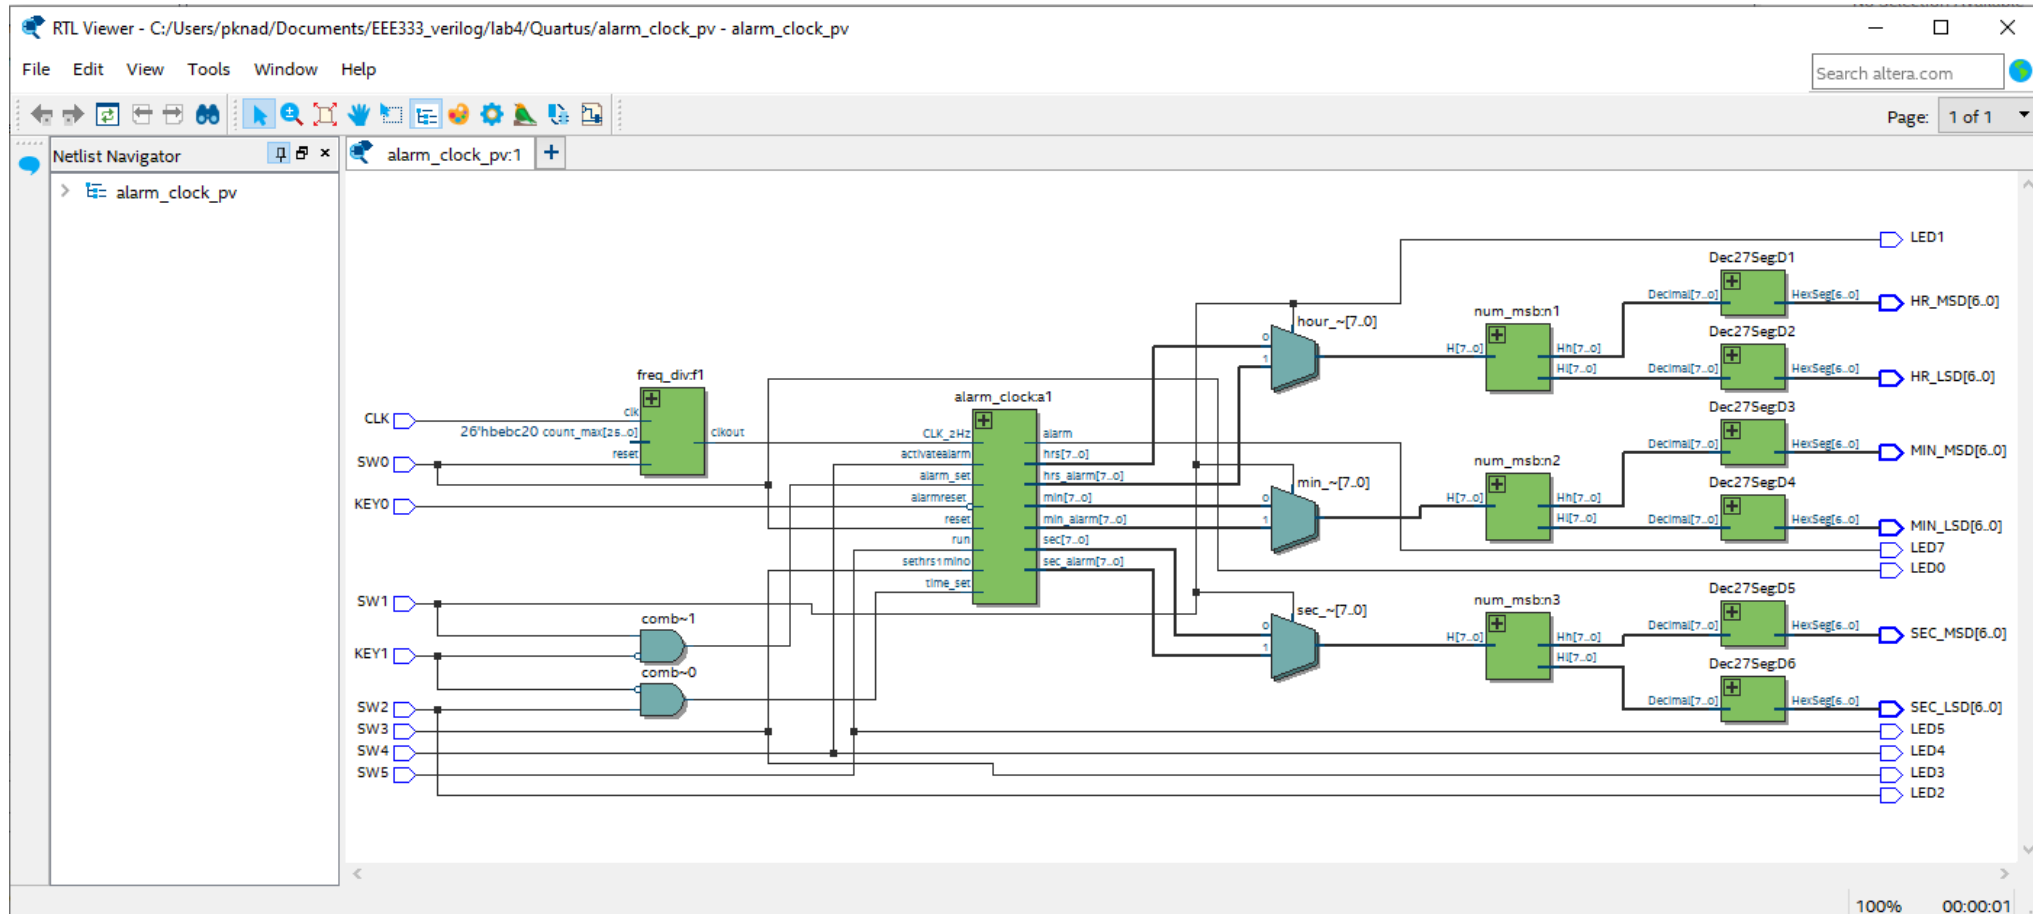 RTL Viewer - C:/Users/pknad/Documents/EEE333_verilog/lab4/Quartus/alarm_clock_pv - alarm_clock_pv
File Edit View Tools Window Help
Search altera.com
Page: 1 of 1
Netlist Navigator
alarm_clock_pv:1
alarm_clock_pv
LED1
Dec27Seg:D1
Decimal[7..0] HexSeg[6..0] HR_MSD[6..0]
num_msb:n1
hour_~[7..0]
Dec27Seg:D2
0
1
H[7..0] Hh[7..0]
Hl[7..0]
Decimal[7..0] HexSeg[6..0] HR_LSD[6..0]
freq_div:f1
alarm_clock:a1
Dec27Seg:D3
CLK clk
26'hbebc20 count_max[25..0] clkout
SW0 reset
KEY0
CLK_2Hz alarm
activatealarm hrs[7..0]
alarm_set hrs_alarm[7..0]
alarmreset min[7..0]
reset min_alarm[7..0]
run sec[7..0]
sethrs1min0 sec_alarm[7..0]
time_set
Decimal[7..0] HexSeg[6..0] MIN_MSD[6..0]
num_msb:n2
min_~[7..0]
Dec27Seg:D4
0
1
H[7..0] Hh[7..0]
Hl[7..0]
Decimal[7..0] HexSeg[6..0] MIN_LSD[6..0]
LED7
LED0
Dec27Seg:D5
SW1
num_msb:n3
sec_~[7..0]
comb~1
0
1
Decimal[7..0] HexSeg[6..0] SEC_MSD[6..0]
H[7..0] Hh[7..0]
Hl[7..0]
KEY1
Dec27Seg:D6
comb~0
Decimal[7..0] HexSeg[6..0] SEC_LSD[6..0]
SW2
SW3 LED5
SW4 LED4
SW5 LED3
LED2
100% 00:00:01